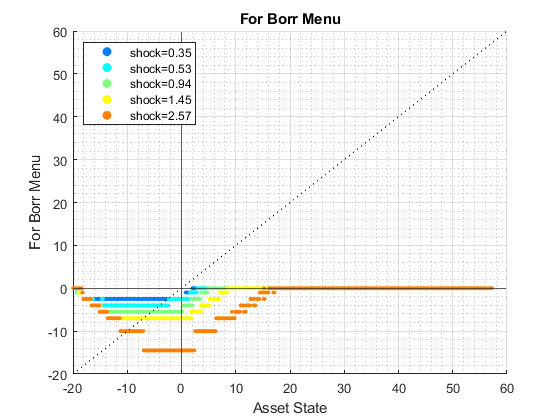 For Borr Menu
60
50
40
30
20
10
0
-10
-20
For Borr Menu
shock=0.35
shock=0.53
shock=0.94
shock=1.45
shock=2.57
-20 -10 0 10 20 30 40 50 60
Asset State